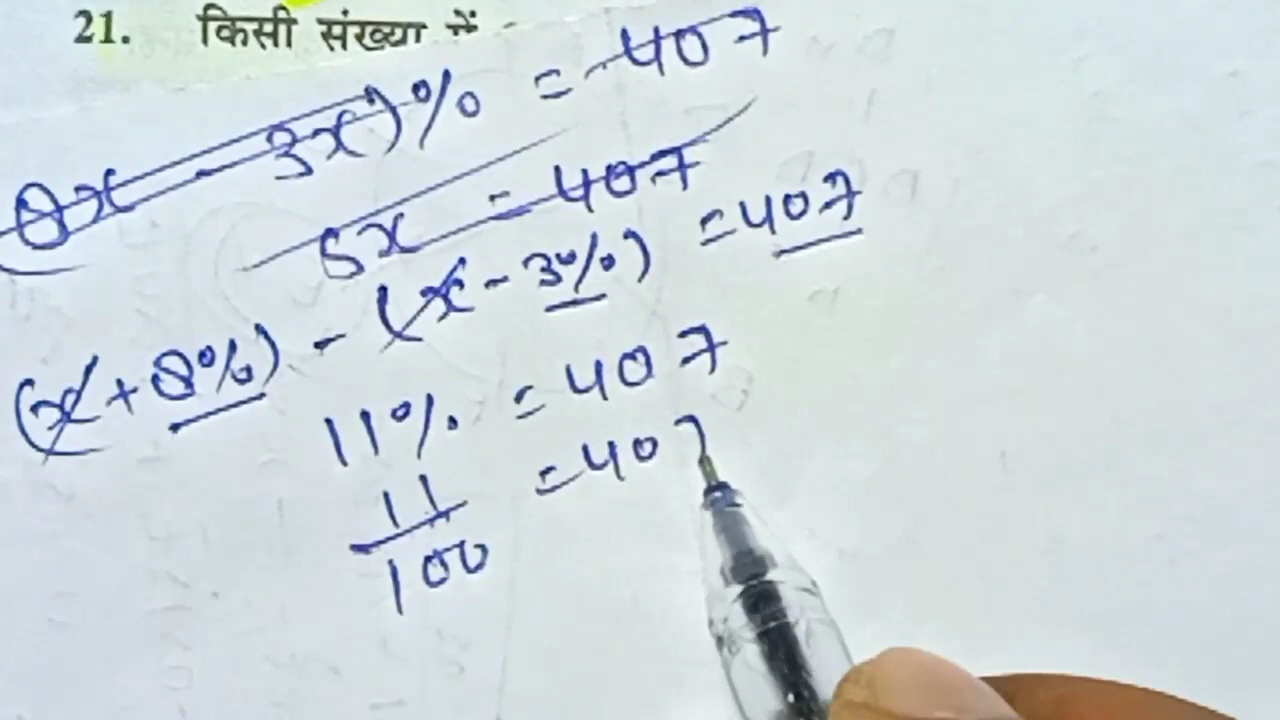 21. किसी संख्या में
(8x - 3x)% = 407
5x = 407
(x + 8%) - (x - 3%) = 407
11% = 407
11/100 = 407